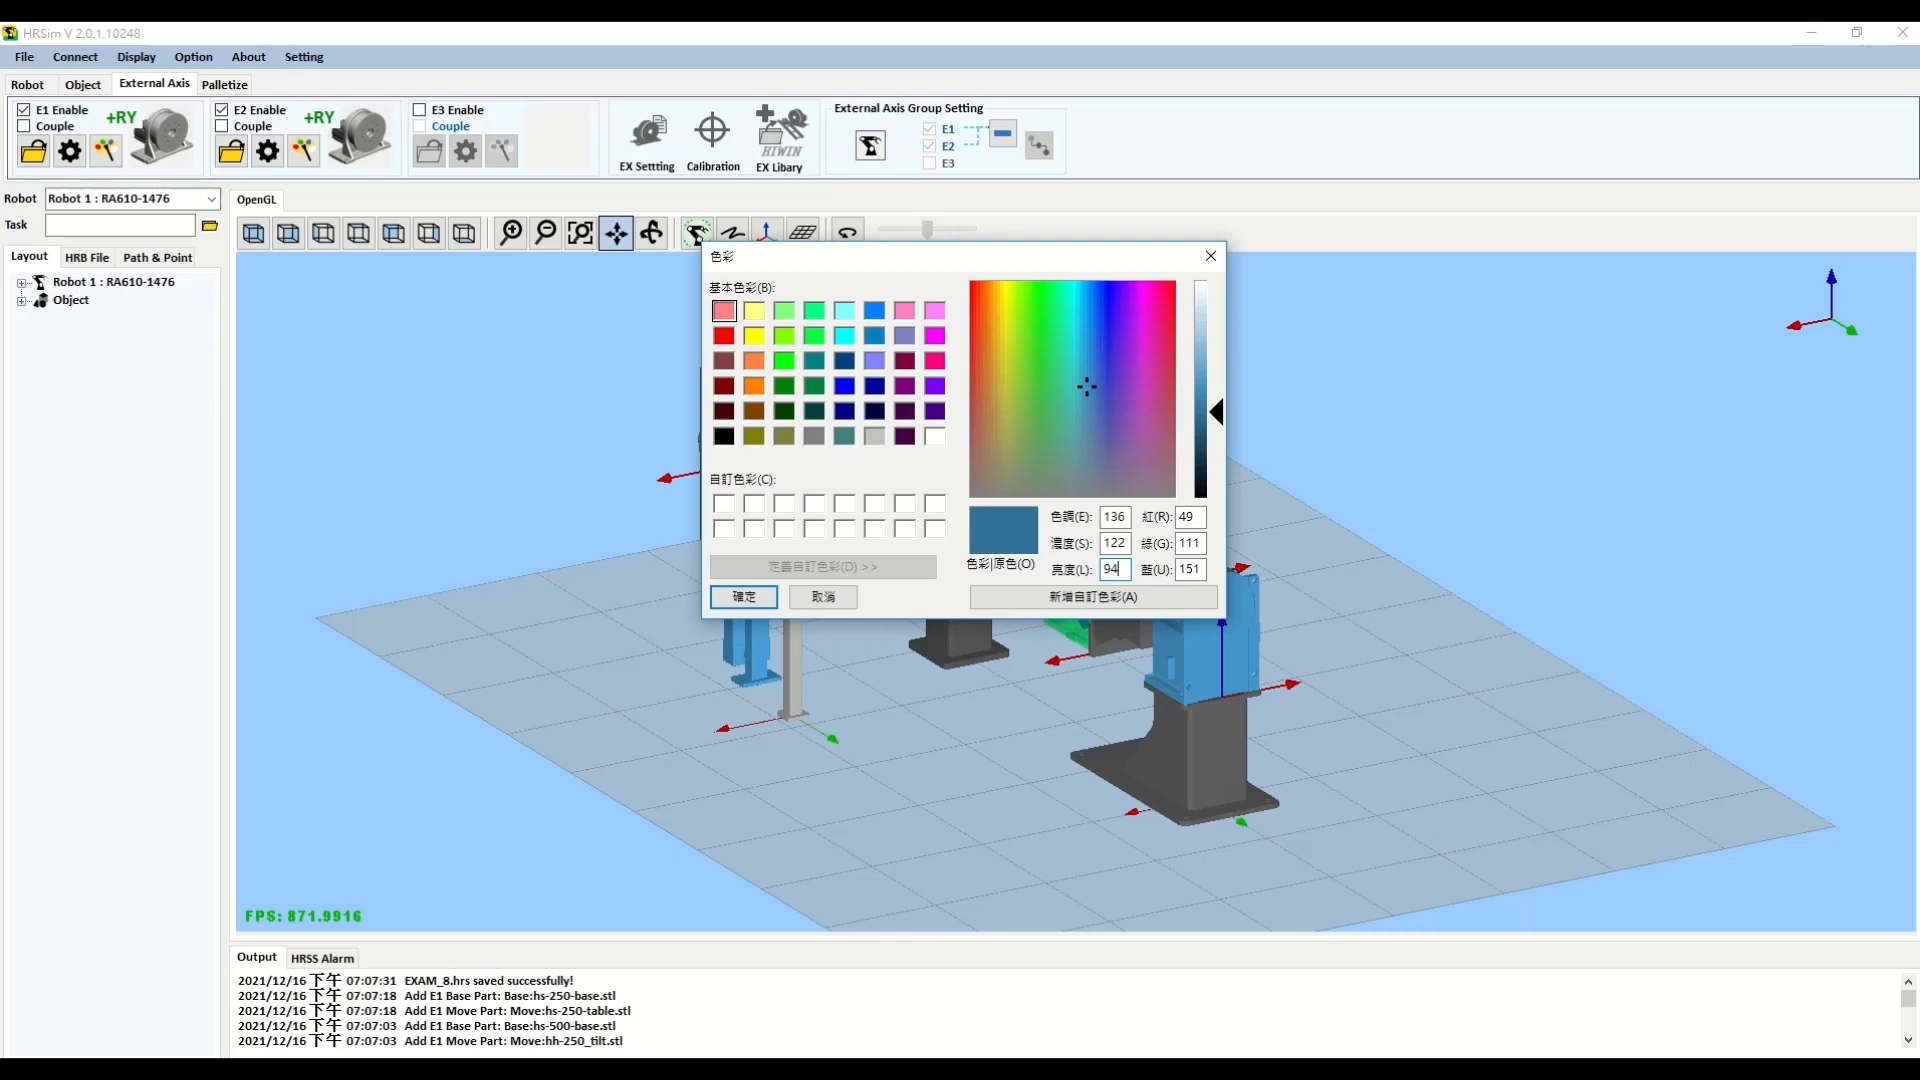 HRSim V 2.0.1.10248
File Connect Display Option About Setting
Robot Object External Axis Palletize
E1 Enable +RY E2 Enable +RY E3 Enable External Axis Group Setting
Couple Couple Couple E1
E2
HIWIN
E3
EX Settting Calibration EX Libary
Robot Robot 1 : RA610-1476 OpenGL
Task
Layout HRB File Path & Point
Robot 1 : RA610-1476
Object
色彩
基本色彩(B):
自訂色彩(C):
色調(E): 136 紅(R): 49
濃度(S): 122 綠(G): 111
色彩|原色(O) 亮度(L): 94 藍(U): 151
定義自訂色彩(D) >>
確定 取消 新增自訂色彩(A)
FPS: 871.9916
Output HRSS Alarm
2021/12/16 下午 07:07:31 EXAM_8.hrs saved successfully!
2021/12/16 下午 07:07:18 Add E1 Base Part: Base:hs-250-base.stl
2021/12/16 下午 07:07:18 Add E1 Move Part: Move:hs-250-table.stl
2021/12/16 下午 07:07:03 Add E1 Base Part: Base:hs-500-base.stl
2021/12/16 下午 07:07:03 Add E1 Move Part: Move:hh-250_tilt.stl